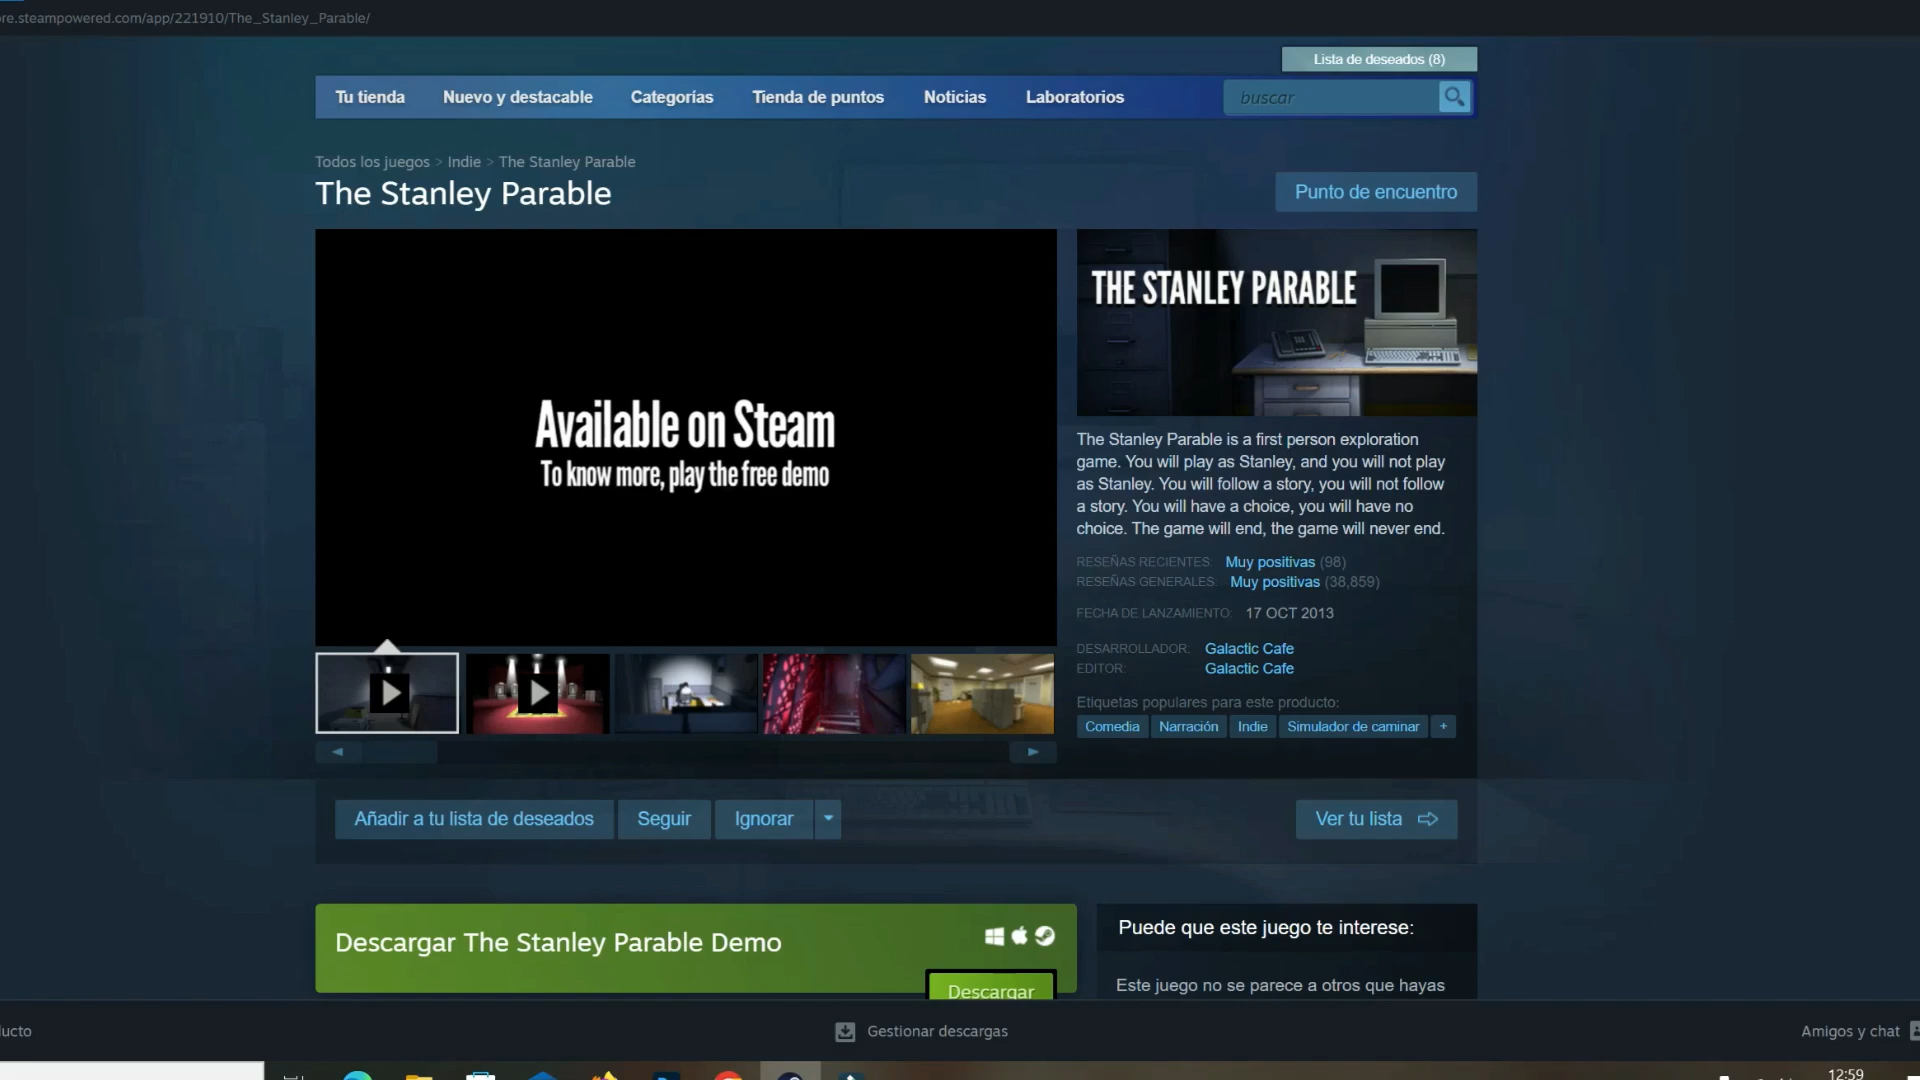 re.steampowered.com/app/221910/The_Stanley_Parable/
Lista de deseados (8)
Tu tienda Nuevo y destacable Categorías Tienda de puntos Noticias Laboratorios buscar
Todos los juegos > Indie > The Stanley Parable
The Stanley Parable
Punto de encuentro
Available on Steam
To know more, play the free demo
THE STANLEY PARABLE
The Stanley Parable is a first person exploration
game. You will play as Stanley, and you will not play
as Stanley. You will follow a story, you will not follow
a story. You will have a choice, you will have no
choice. The game will end, the game will never end.
RESEÑAS RECIENTES: Muy positivas (98)
RESEÑAS GENERALES: Muy positivas (38,859)
FECHA DE LANZAMIENTO: 17 OCT 2013
DESARROLLADOR: Galactic Cafe
EDITOR: Galactic Cafe
Etiquetas populares para este producto:
Comedia Narración Indie Simulador de caminar +
Añadir a tu lista de deseados Seguir Ignorar Ver tu lista
Descargar The Stanley Parable Demo
Descargar
Puede que este juego te interese:
Este juego no se parece a otros que hayas
ucto
Gestionar descargas
Amigos y chat
12:59